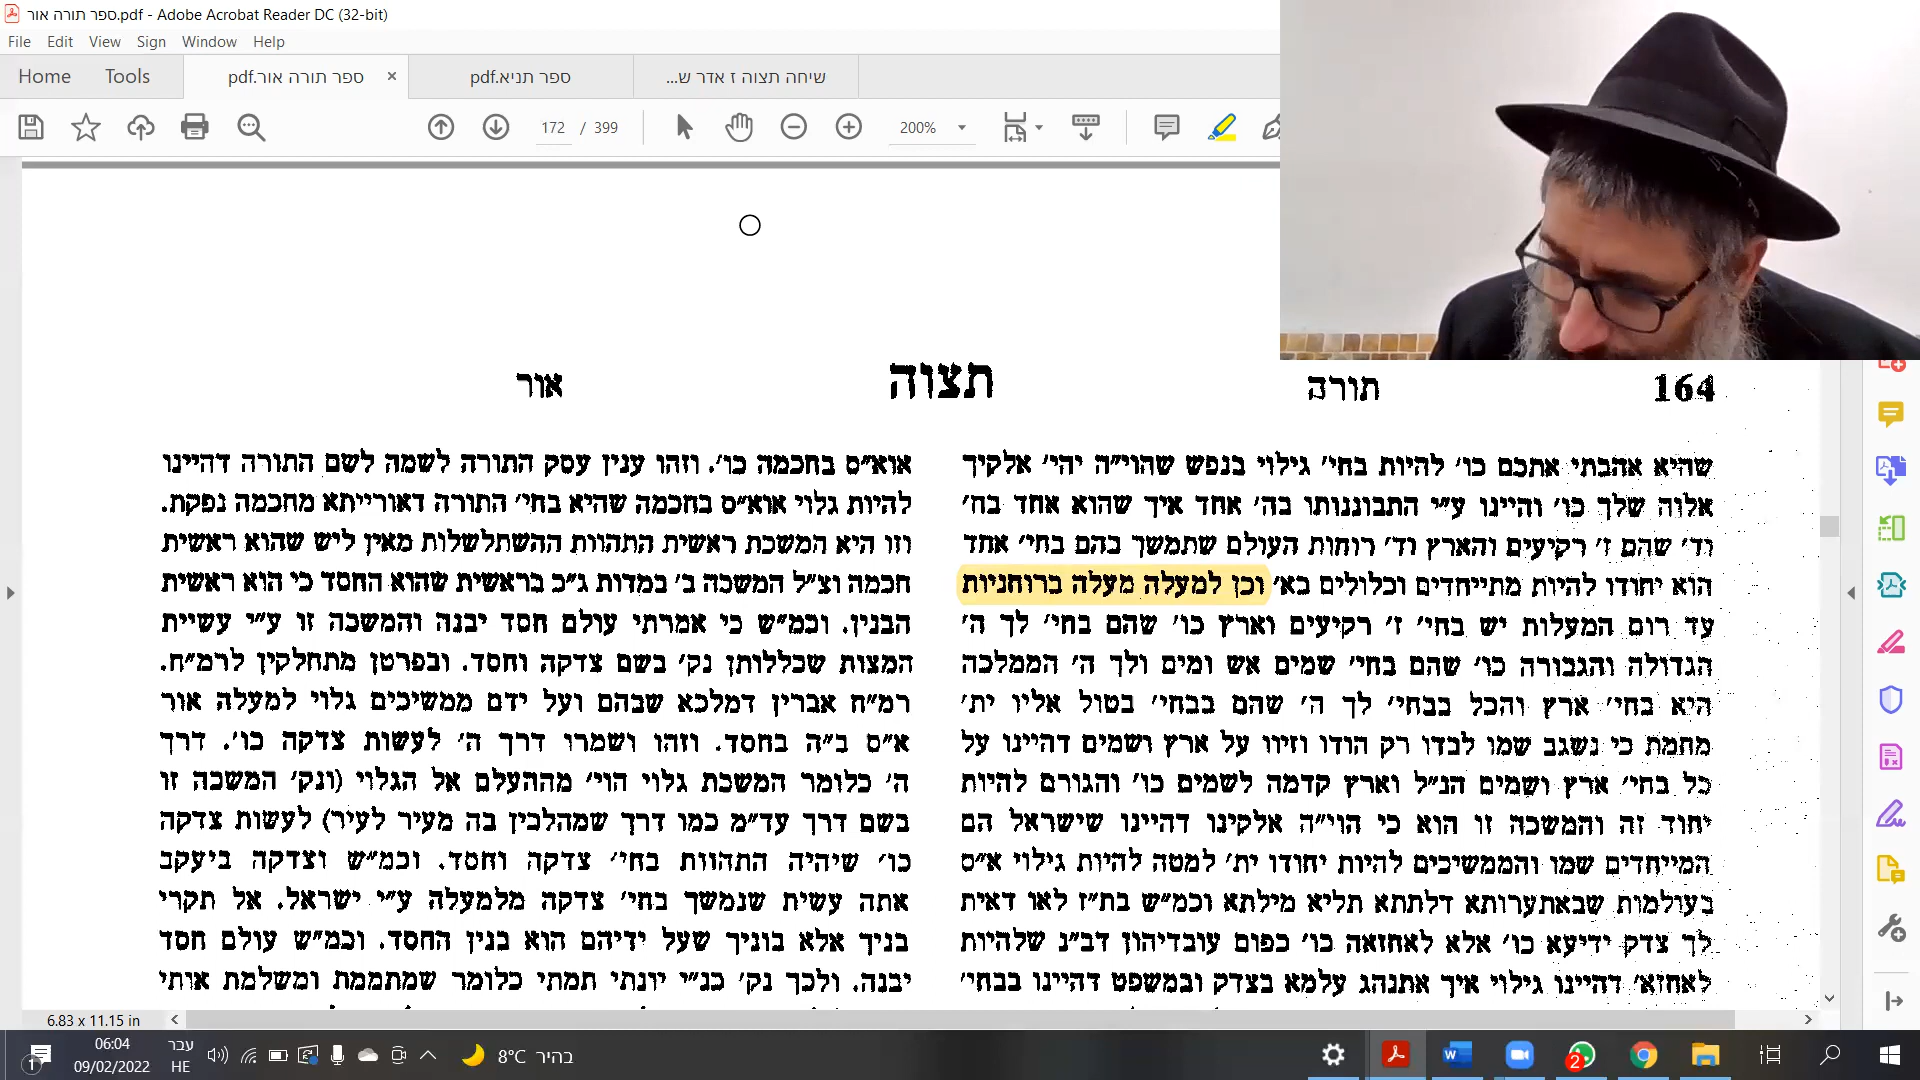 ספר תורה אור.pdf - Adobe Acrobat Reader DC (32-bit)
File Edit View Sign Window Help
Home Tools ספר תורה אור.pdf × ספר תניא.pdf שיחה תצוה ז אדר ש...
172 / 399 200%
164 תורה תצוה אור
שהיא אהבתי אתכם כו׳ להיות בחי׳ גילוי בנפש שהוי״ה יהי׳ אלקיך
אלוה שלך כו׳ והיינו ע״י התבוננותו בה׳ אחד איך שהוא אחד בח׳
וד׳ שהם ז׳ רקיעים והארץ וד׳ רוחות העולם שתמשך בהם בחי׳ אחד
הוא יחודו להיות מתייחדים וכלולים בא׳ וכן למעלה מעלה ברוחניות
עד רום המעלות יש בחי׳ ז׳ רקיעים וארץ כו׳ שהם בחי׳ לך ה׳
הגדולה והגבורה כו׳ שהם בחי׳ שמים אש ומים ולך ה׳ הממלכה
היא בחי׳ ארץ והכל בבחי׳ לך ה׳ שהם בבחי׳ בטול אליו ית׳
מחמת כי נשגב שמו לבדו רק הודו וזיוו על ארץ ושמים דהיינו על
כל בחי׳ ארץ ושמים הנ״ל וארץ קדמה לשמים כו׳ והגורם להיות
יחוד זה והמשכה זו הוא כי הוי״ה אלקינו דהיינו שישראל הם
המייחדים שמו והממשיכים להיות יחודו ית׳ למטה להיות גילוי א״ס
בעולמות שבאתערותא דלתתא תליא מילתא וכמ״ש בת״ז לאו דאית
לך צדק ידיעא כו׳ אלא לאחזאה כו׳ כפום עובדיהון דב״נ שלהיות
לאחזא׳ דהיינו גילוי איך אתנהג עלמא בצדק ובמשפט דהיינו בבחי׳
אוא״ס בחכמה כו׳. וזהו ענין עסק התורה לשמה לשם התורה דהיינו
להיות גלוי אוא״ס בחכמה שהיא בחי׳ התורה דאורייתא מחכמה נפקת.
וזו היא המשכת ראשית התהוות ההשתלשלות מאין ליש שהוא ראשית
חכמה וצ״ל המשכה ב׳ במדות ג״כ בראשית שהוא החסד כי הוא ראשית
הבנין. וכמ״ש כי אמרתי עולם חסד יבנה והמשכה זו ע״י עשיית
המצות שכללותן נק׳ בשם צדקה וחסד. ובפרטן מתחלקין לרמ״ח.
רמ״ח אברין דמלכא שבהם ועל ידם ממשיכים גלוי למעלה אור
א״ס ב״ה בחסד. וזהו ושמרו דרך ה׳ לעשות צדקה כו׳. דרך
ה׳ כלומר המשכת גלוי הוי׳ מההעלם אל הגלוי (ונק׳ המשכה זו
בשם דרך עד״מ כמו דרך שמהלכין בה מעיר לעיר) לעשות צדקה
כו׳ שיהיה התהוות בחי׳ צדקה וחסד. וכמ״ש וצדקה ביעקב
אתה עשית שנמשך בחי׳ צדקה מלמעלה ע״י ישראל. אל תקרי
בניך אלא בוניך שעל ידיהם הוא בנין החסד. וכמ״ש עולם חסד
יבנה. ולכך נק׳ כנ״י יונתי תמתי כלומר שמתממת ומשלמת אותי
6.83 x 11.15 in
1 06:04 09/02/2022 עבר HE 8°C בהיר 2